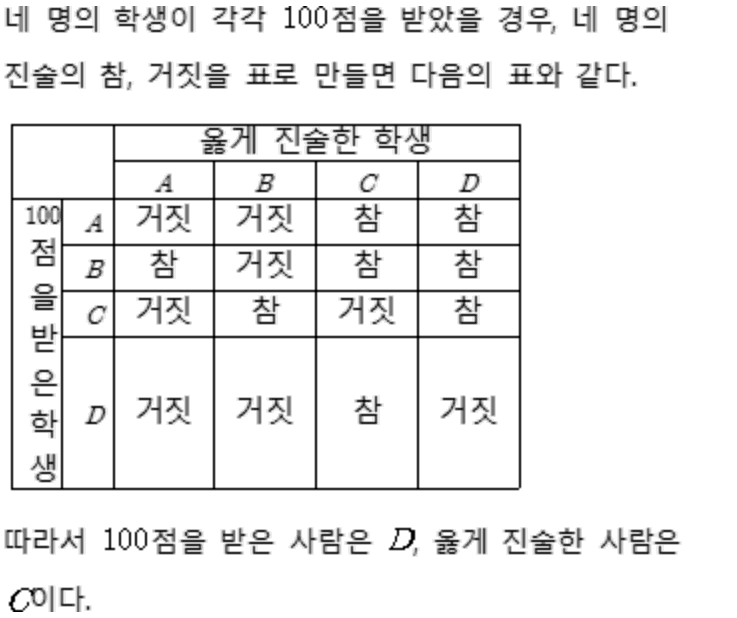 네 명의 학생이 각각 100점을 받았을 경우, 네 명의
진술의 참, 거짓을 표로 만들면 다음의 표와 같다.
옳게 진술한 학생
A B C D
100점을 받은 학생
A 거짓 거짓 참 참
B 참 거짓 참 참
C 거짓 참 거짓 참
D 거짓 거짓 참 거짓
따라서 100점을 받은 사람은 D, 옳게 진술한 사람은
C이다.